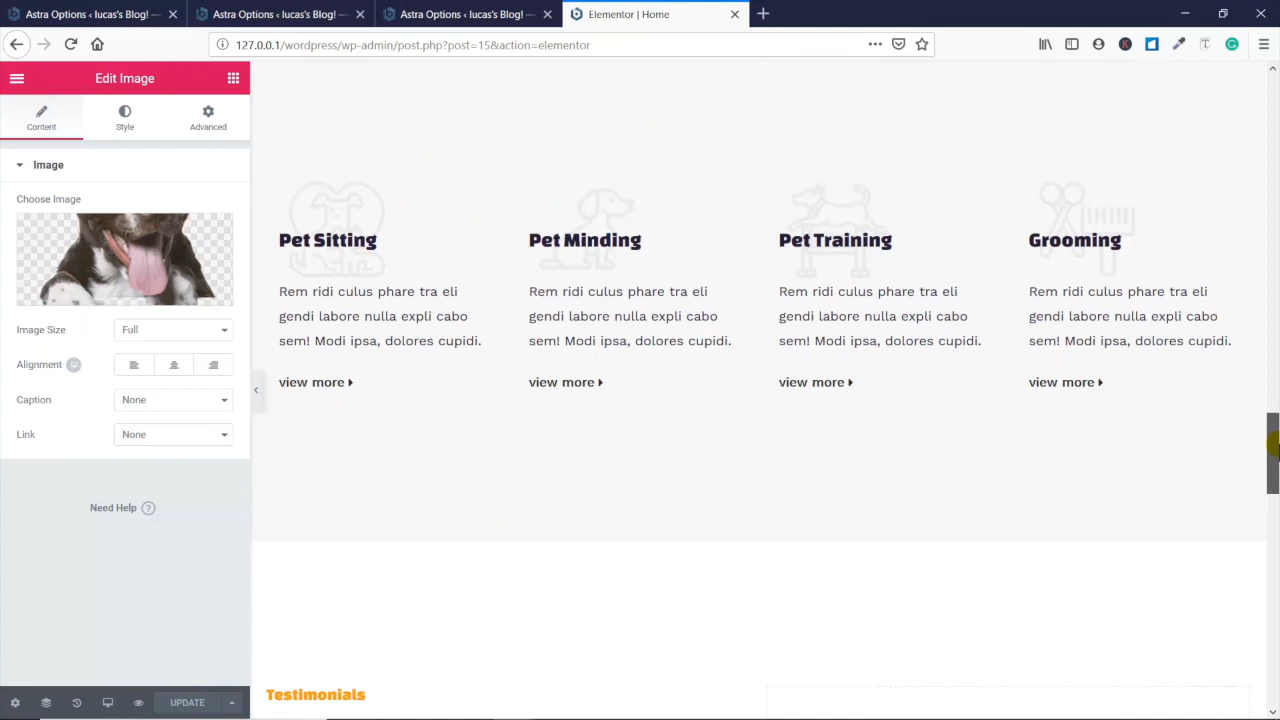 Astra Options ‹ lucas's Blog! —
Astra Options ‹ lucas's Blog! —
Astra Options ‹ lucas's Blog! —
Elementor | Home
127.0.0.1/wordpress/wp-admin/post.php?post=15&action=elementor
Edit Image
Content
Style
Advanced
Image
Choose Image
Image Size
Full
Alignment
Caption
None
Link
None
Need Help ?
UPDATE
Pet Sitting
Rem ridi culus phare tra eli
gendi labore nulla expli cabo
sem! Modi ipsa, dolores cupidi.
view more
Pet Minding
Rem ridi culus phare tra eli
gendi labore nulla expli cabo
sem! Modi ipsa, dolores cupidi.
view more
Pet Training
Rem ridi culus phare tra eli
gendi labore nulla expli cabo
sem! Modi ipsa, dolores cupidi.
view more
Grooming
Rem ridi culus phare tra eli
gendi labore nulla expli cabo
sem! Modi ipsa, dolores cupidi.
view more
Testimonials